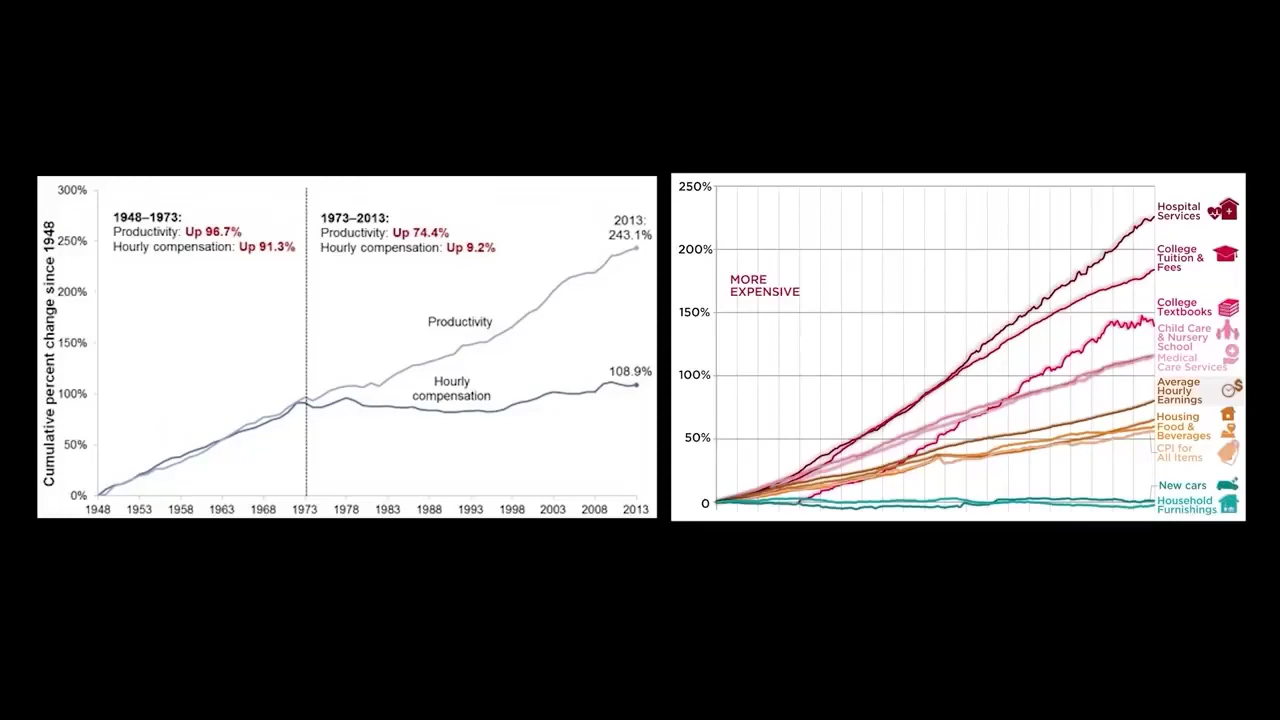 Cumulative percent change since 1948
300%
250%
200%
150%
100%
50%
0%
1948–1973:
Productivity: Up 96.7%
Hourly compensation: Up 91.3%
1973–2013:
Productivity: Up 74.4%
Hourly compensation: Up 9.2%
2013:
243.1%
Productivity
Hourly
compensation
108.9%
1948 1953 1958 1963 1968 1973 1978 1983 1988 1993 1998 2003 2008 2013
250%
200%
150%
100%
50%
0
MORE
EXPENSIVE
Hospital
Services
College
Tuition &
Fees
College
Textbooks
Child Care
& Nursery
School
Medical
Care Services
Average
Hourly
Earnings
Housing
Food &
Beverages
CPI for
All Items
New cars
Household
Furnishings